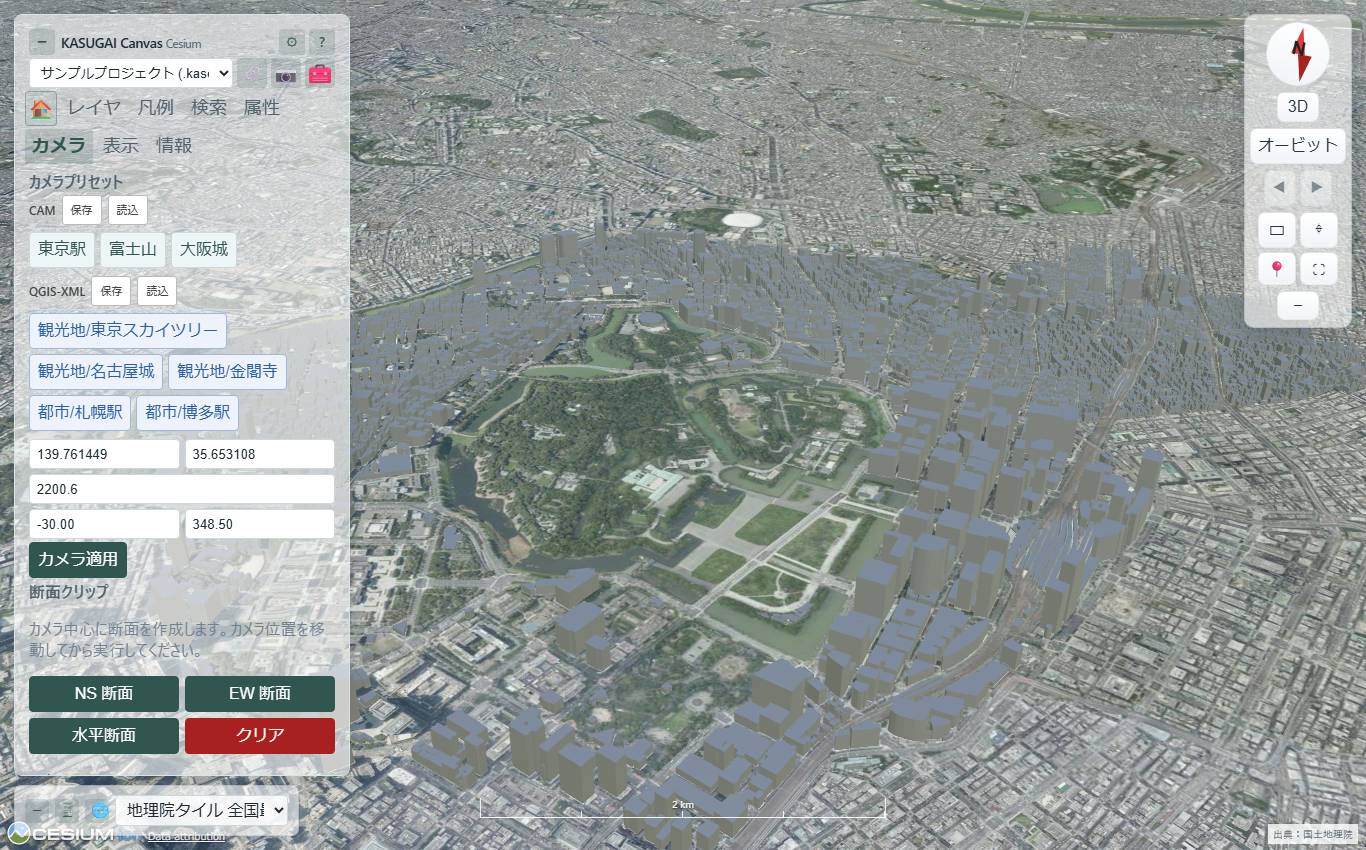 − KASUGAI Canvas Cesium ?
サンプルプロジェクト (.kas
レイヤ 凡例 検索 属性
カメラ 表示 情報
カメラプリセット
CAM 保存 読込
東京駅 富士山 大阪城
QGIS-XML 保存 読込
観光地/東京スカイツリー
観光地/名古屋城 観光地/金閣寺
都市/札幌駅 都市/博多駅
139.761449 35.653108
2200.6
-30.00 348.50
カメラ適用
断面クリップ
カメラ中心に断面を作成します。カメラ位置を移
動してから実行してください。
NS 断面 EW 断面
水平断面 クリア
地理院タイル 全国
CESIUM Data attribution
2 km
N
3D
オービット
−
出典：国土地理院